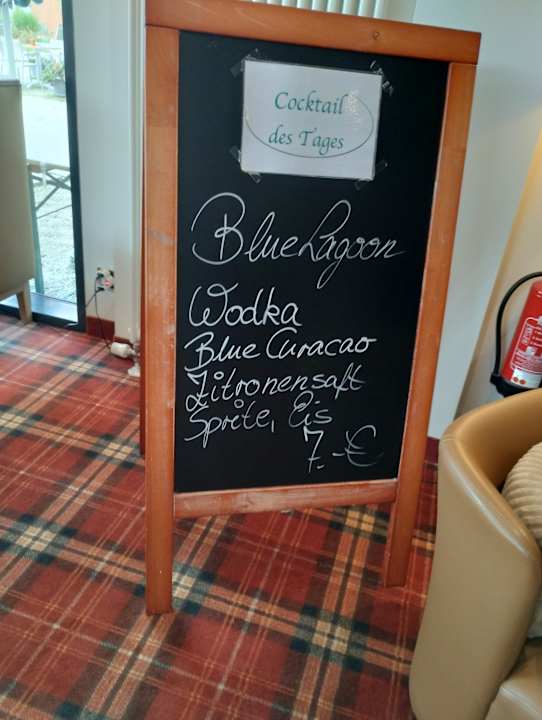 Cocktail
des Tages
Blue Lagoon
Wodka
Blue Curacao
Zitronensaft
Sprite, Eis
7.-€